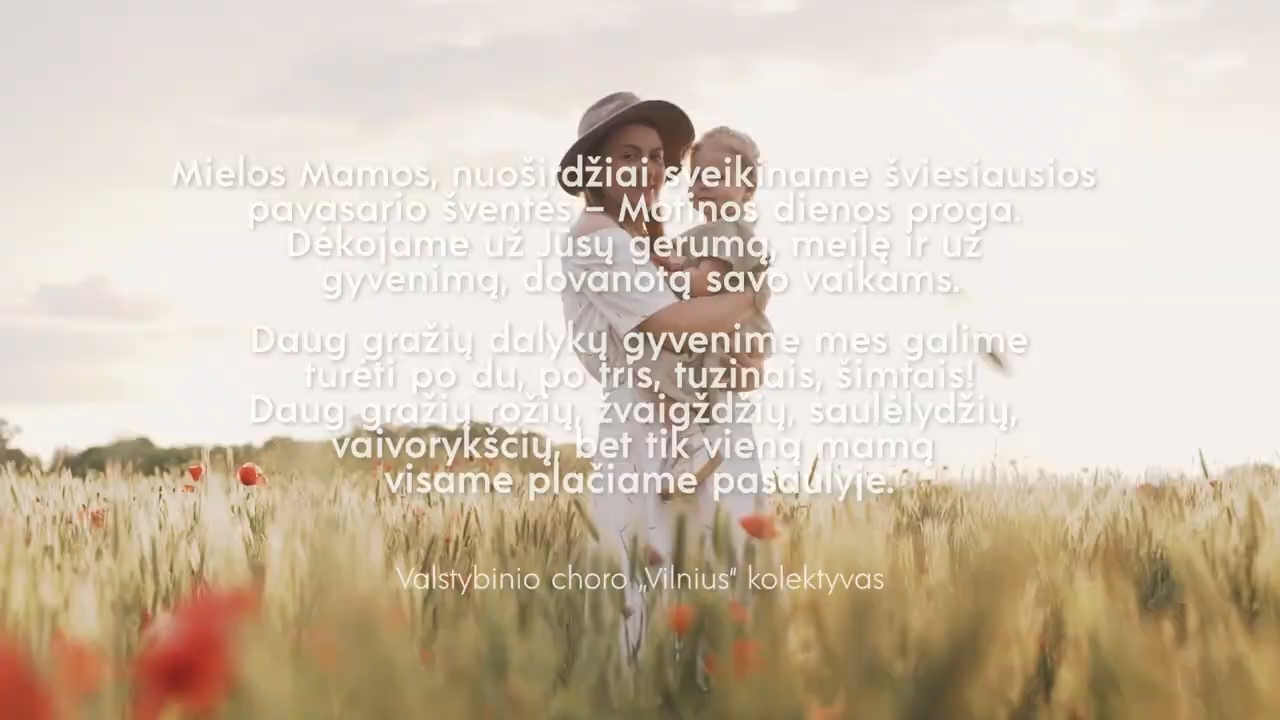 Mielos Mamos, nuoširdžiai sveikiname šviesiausios
pavasario šventės – Motinos dienos proga.
Dėkojame už Jūsų gerumą, meilę ir už
gyvenimą, dovanotą savo vaikams.
Daug gražių dalykų gyvenime mes galime
turėti po du, po tris, tuzinais, šimtais!
Daug gražių rožių, žvaigždžių, saulėlydžių,
vaivorykščių, bet tik vieną mamą
visame plačiame pasaulyje.
Valstybinio choro „Vilnius" kolektyvas